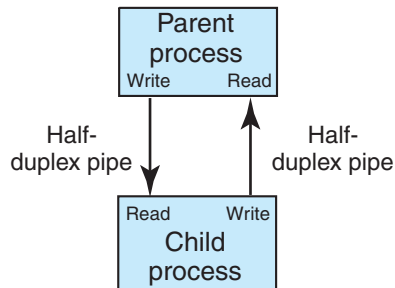 Parent
process
Write Read
Half-
duplex pipe
Half-
duplex pipe
Read Write
Child
process